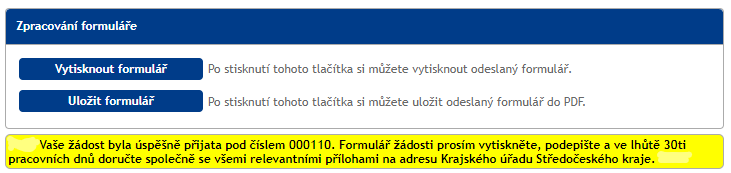 Zpracování formuláře
Vytisknout formulář Po stisknutí tohoto tlačítka si můžete vytisknout odeslaný formulář.
Uložit formulář Po stisknutí tohoto tlačítka si můžete uložit odeslaný formulář do PDF.
Vaše žádost byla úspěšně přijata pod číslem 000110. Formulář žádosti prosím vytiskněte, podepište a ve lhůtě 30ti
pracovních dnů doručte společně se všemi relevantními přílohami na adresu Krajského úřadu Středočeského kraje.